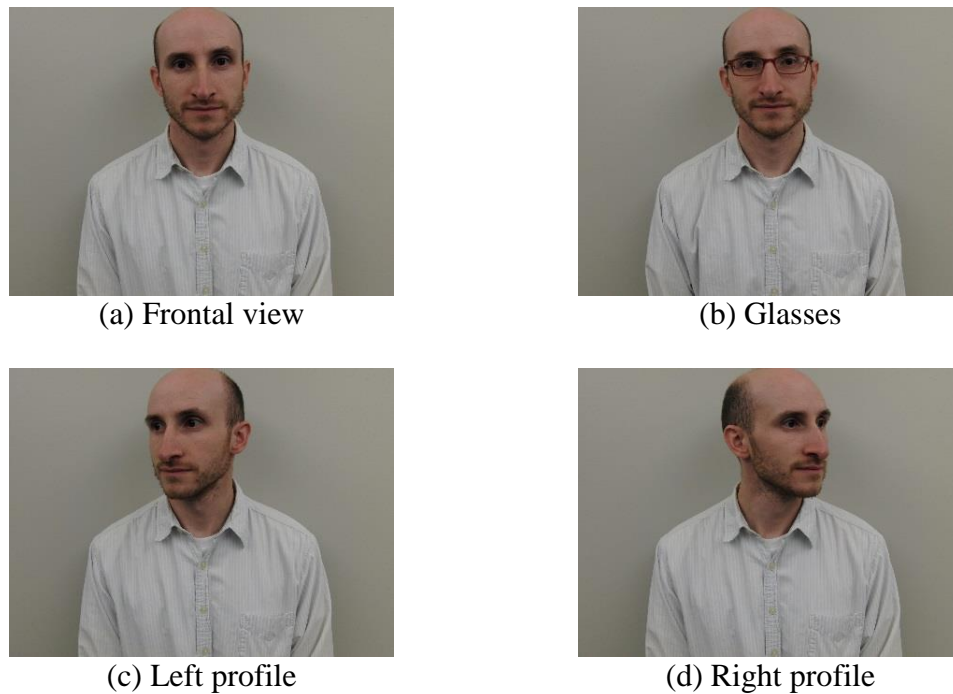 (a) Frontal view
(b) Glasses
(c) Left profile
(d) Right profile